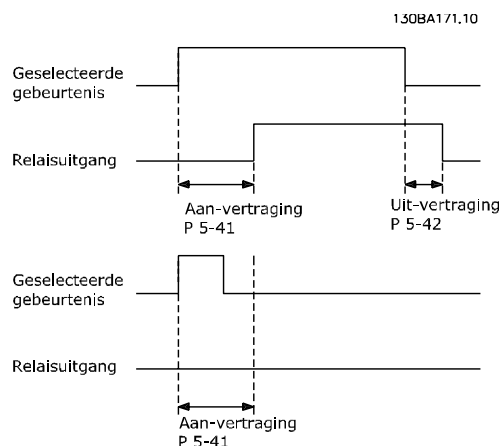 130BA171.10
Geselecteerde
gebeurtenis
Relaisuitgang
Aan-vertraging
P 5-41
Uit-vertraging
P 5-42
Geselecteerde
gebeurtenis
Relaisuitgang
Aan-vertraging
P 5-41